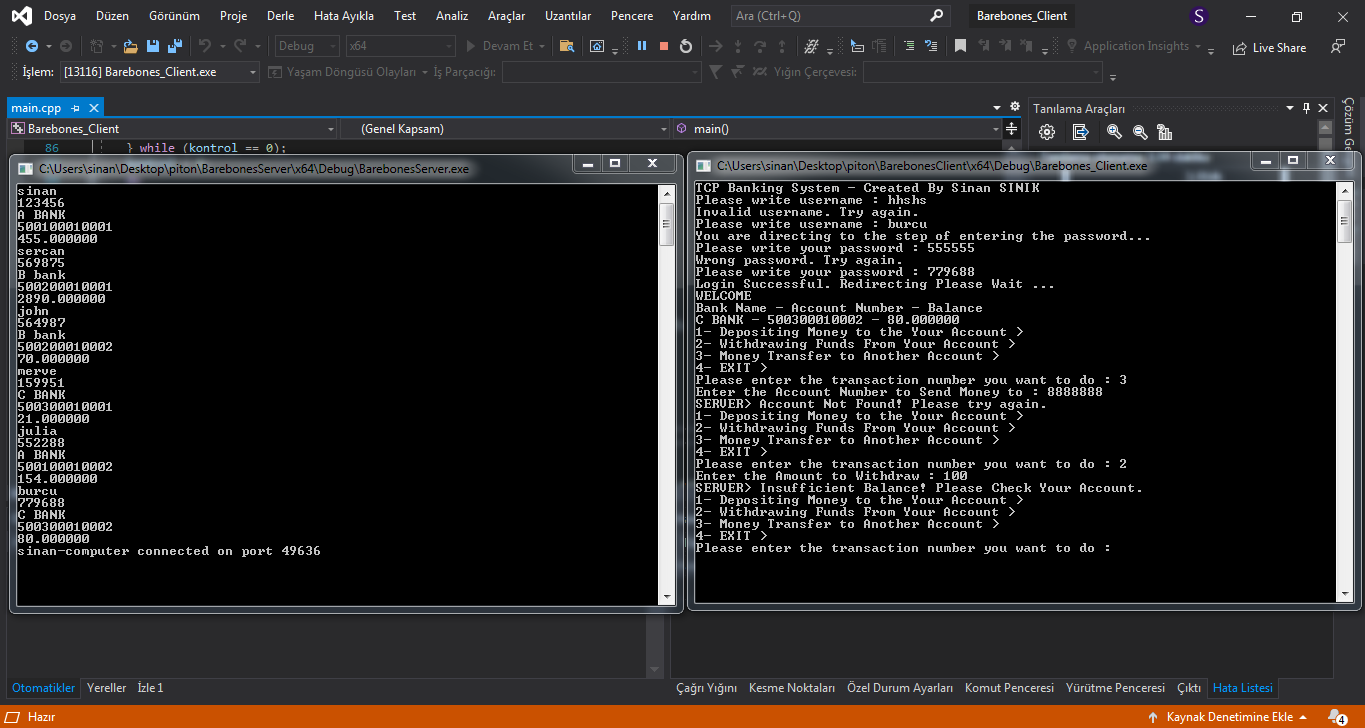 Dosya Düzen Görünüm Proje Derle Hata Ayıkla Test Analiz Araçlar Uzantılar Pencere Yardım Ara (Ctrl+Q) Barebones_Client S
Debug x64 Devam Et Application Insights Live Share
İşlem: [13116] Barebones_Client.exe Yaşam Döngüsü Olayları İş Parçacığı: Yığın Çerçevesi:
main.cpp
Barebones_Client (Genel Kapsam) main()
86 } while (kontrol == 0);
Tanılama Araçları
Çözüm Ge
C:\Users\sinan\Desktop\piton\BarebonesServer\x64\Debug\BarebonesServer.exe
sinan
123456
A BANK
500100010001
455.000000
sercan
569875
B bank
500200010001
2890.000000
john
564987
B bank
500200010002
70.000000
merve
159951
C BANK
500300010001
21.000000
julia
552288
A BANK
500100010002
154.000000
burcu
779688
C BANK
500300010002
80.000000
sinan-computer connected on port 49636
C:\Users\sinan\Desktop\piton\BarebonesClient\x64\Debug\Barebones_Client.exe
TCP Banking System - Created By Sinan SINIK
Please write username : hhshs
Invalid username. Try again.
Please write username : burcu
You are directing to the step of entering the password...
Please write your password : 555555
Wrong password. Try again.
Please write your password : 779688
Login Successful. Redirecting Please Wait ...
WELCOME
Bank Name - Account Number - Balance
C BANK - 500300010002 - 80.000000
1- Depositing Money to the Your Account >
2- Withdrawing Funds From Your Account >
3- Money Transfer to Another Account >
4- EXIT >
Please enter the transaction number you want to do : 3
Enter the Account Number to Send Money to : 8888888
SERVER> Account Not Found! Please try again.
1- Depositing Money to the Your Account >
2- Withdrawing Funds From Your Account >
3- Money Transfer to Another Account >
4- EXIT >
Please enter the transaction number you want to do : 2
Enter the Amount to Withdraw : 100
SERVER> Insufficient Balance! Please Check Your Account.
1- Depositing Money to the Your Account >
2- Withdrawing Funds From Your Account >
3- Money Transfer to Another Account >
4- EXIT >
Please enter the transaction number you want to do :
Otomatikler Yereller İzle 1
Çağrı Yığını Kesme Noktaları Özel Durum Ayarları Komut Penceresi Yürütme Penceresi Çıktı Hata Listesi
Hazır Kaynak Denetimine Ekle 4